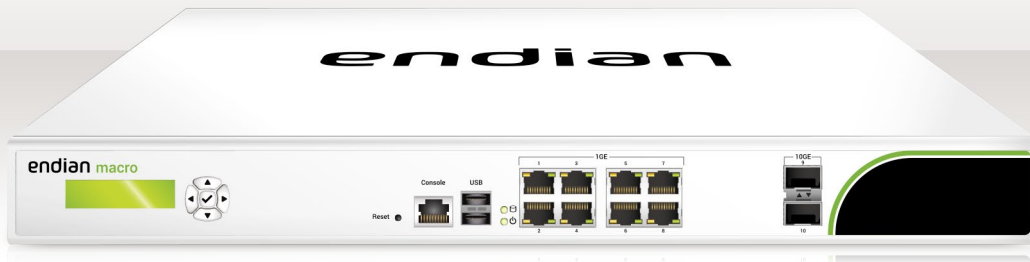 endian
endian macro
Reset
Console
USB
1GE
1 3 5 7
2 4 6 8
10GE
9
10